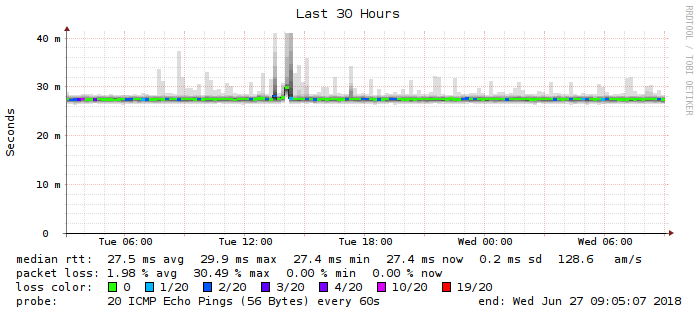 Last 30 Hours
RRDTOOL / TOBI OETIKER
Seconds
40 m
30 m
20 m
10 m
0
Tue 06:00 Tue 12:00 Tue 18:00 Wed 00:00 Wed 06:00
median rtt: 27.5 ms avg 29.9 ms max 27.4 ms min 27.4 ms now 0.2 ms sd 128.6 am/s
packet loss: 1.98 % avg 30.49 % max 0.00 % min 0.00 % now
loss color: 0 1/20 2/20 3/20 4/20 10/20 19/20
probe: 20 ICMP Echo Pings (56 Bytes) every 60s end: Wed Jun 27 09:05:07 2018